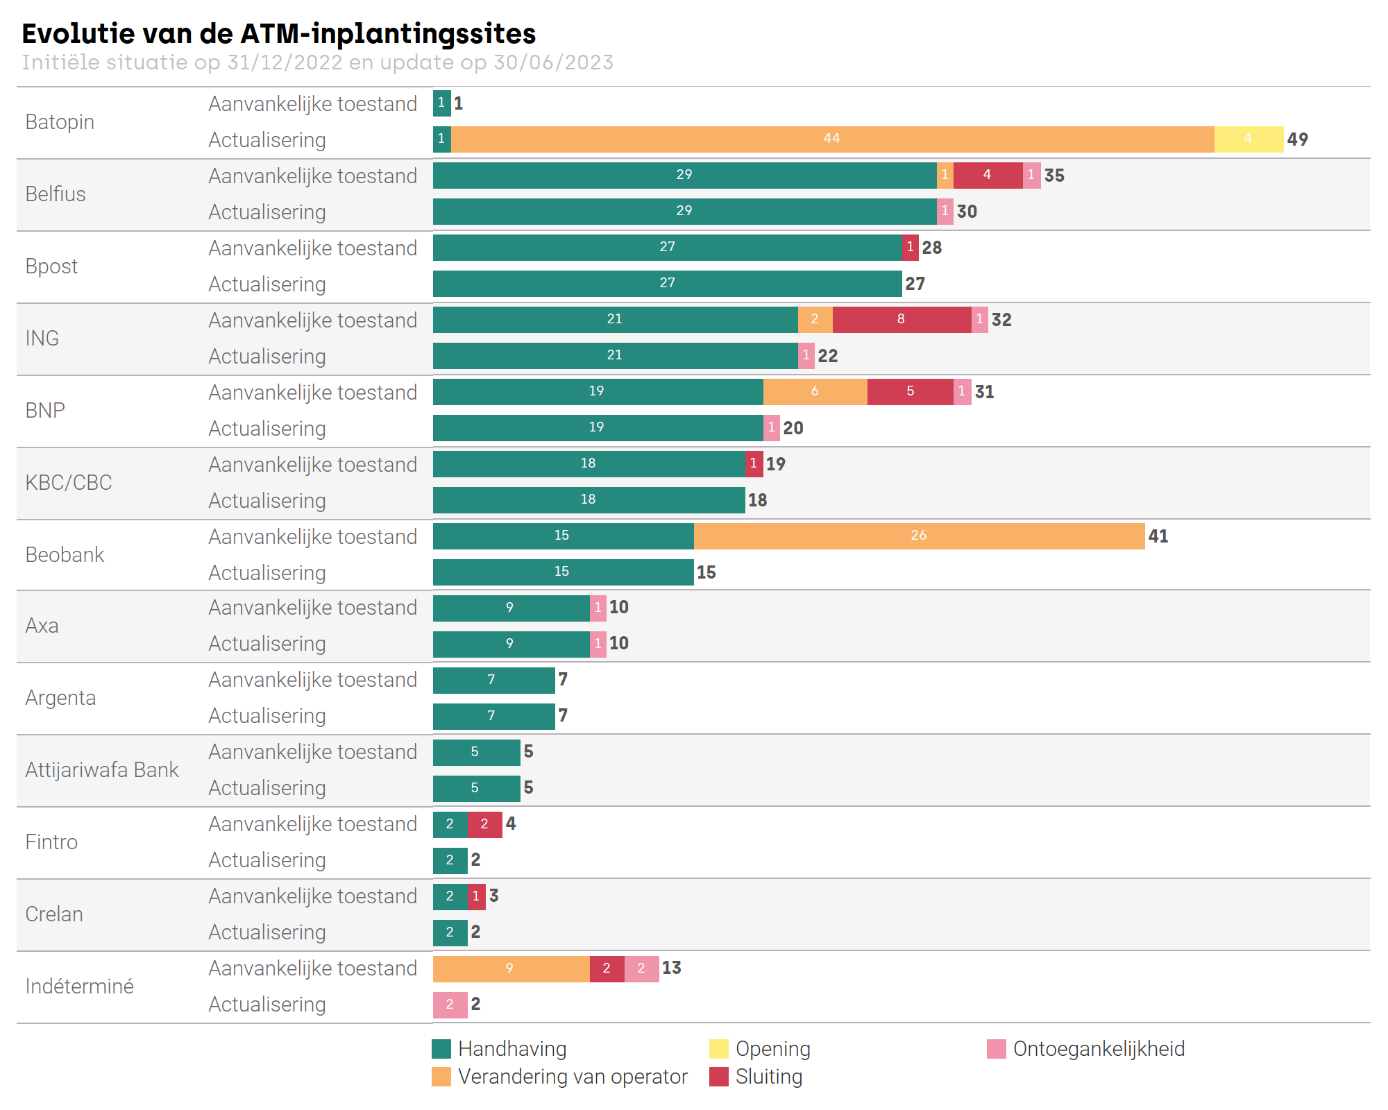 Evolutie van de ATM-inplantingssites
Initiële situatie op 31/12/2022 en update op 30/06/2023
Batopin
Aanvankelijke toestand 1 1
Actualisering 1 44 4 49
Belfius
Aanvankelijke toestand 29 1 4 1 35
Actualisering 29 1 30
Bpost
Aanvankelijke toestand 27 1 28
Actualisering 27 27
ING
Aanvankelijke toestand 21 2 8 1 32
Actualisering 21 1 22
BNP
Aanvankelijke toestand 19 6 5 1 31
Actualisering 19 1 20
KBC/CBC
Aanvankelijke toestand 18 1 19
Actualisering 18 18
Beobank
Aanvankelijke toestand 15 26 41
Actualisering 15 15
Axa
Aanvankelijke toestand 9 1 10
Actualisering 9 1 10
Argenta
Aanvankelijke toestand 7 7
Actualisering 7 7
Attijariwafa Bank
Aanvankelijke toestand 5 5
Actualisering 5 5
Fintro
Aanvankelijke toestand 2 2 4
Actualisering 2 2
Crelan
Aanvankelijke toestand 2 1 3
Actualisering 2 2
Indéterminé
Aanvankelijke toestand 9 2 2 13
Actualisering 2 2
Handhaving Opening Ontoegankelijkheid
Verandering van operator Sluiting